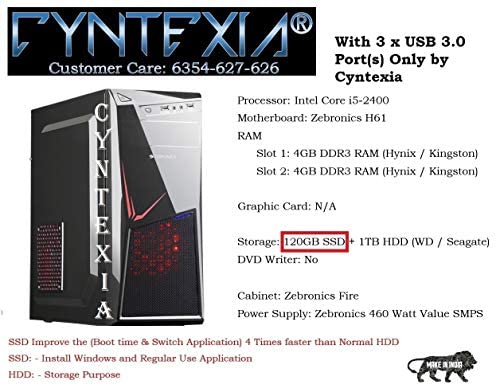 CYNTEXIA®
Customer Care: 6354-627-626
With 3 x USB 3.0
Port(s) Only by
Cyntexia
CYNTEXIA
Processor: Intel Core i5-2400
Motherboard: Zebronics H61
RAM
Slot 1: 4GB DDR3 RAM (Hynix / Kingston)
Slot 2: 4GB DDR3 RAM (Hynix / Kingston)
Graphic Card: N/A
Storage: 120GB SSD + 1TB HDD (WD / Seagate)
DVD Writer: No
Cabinet: Zebronics Fire
Power Supply: Zebronics 460 Watt Value SMPS
SSD Improve the (Boot time & Switch Application) 4 Times faster than Normal HDD
SSD: - Install Windows and Regular Use Application
HDD: - Storage Purpose
MAKE IN INDIA